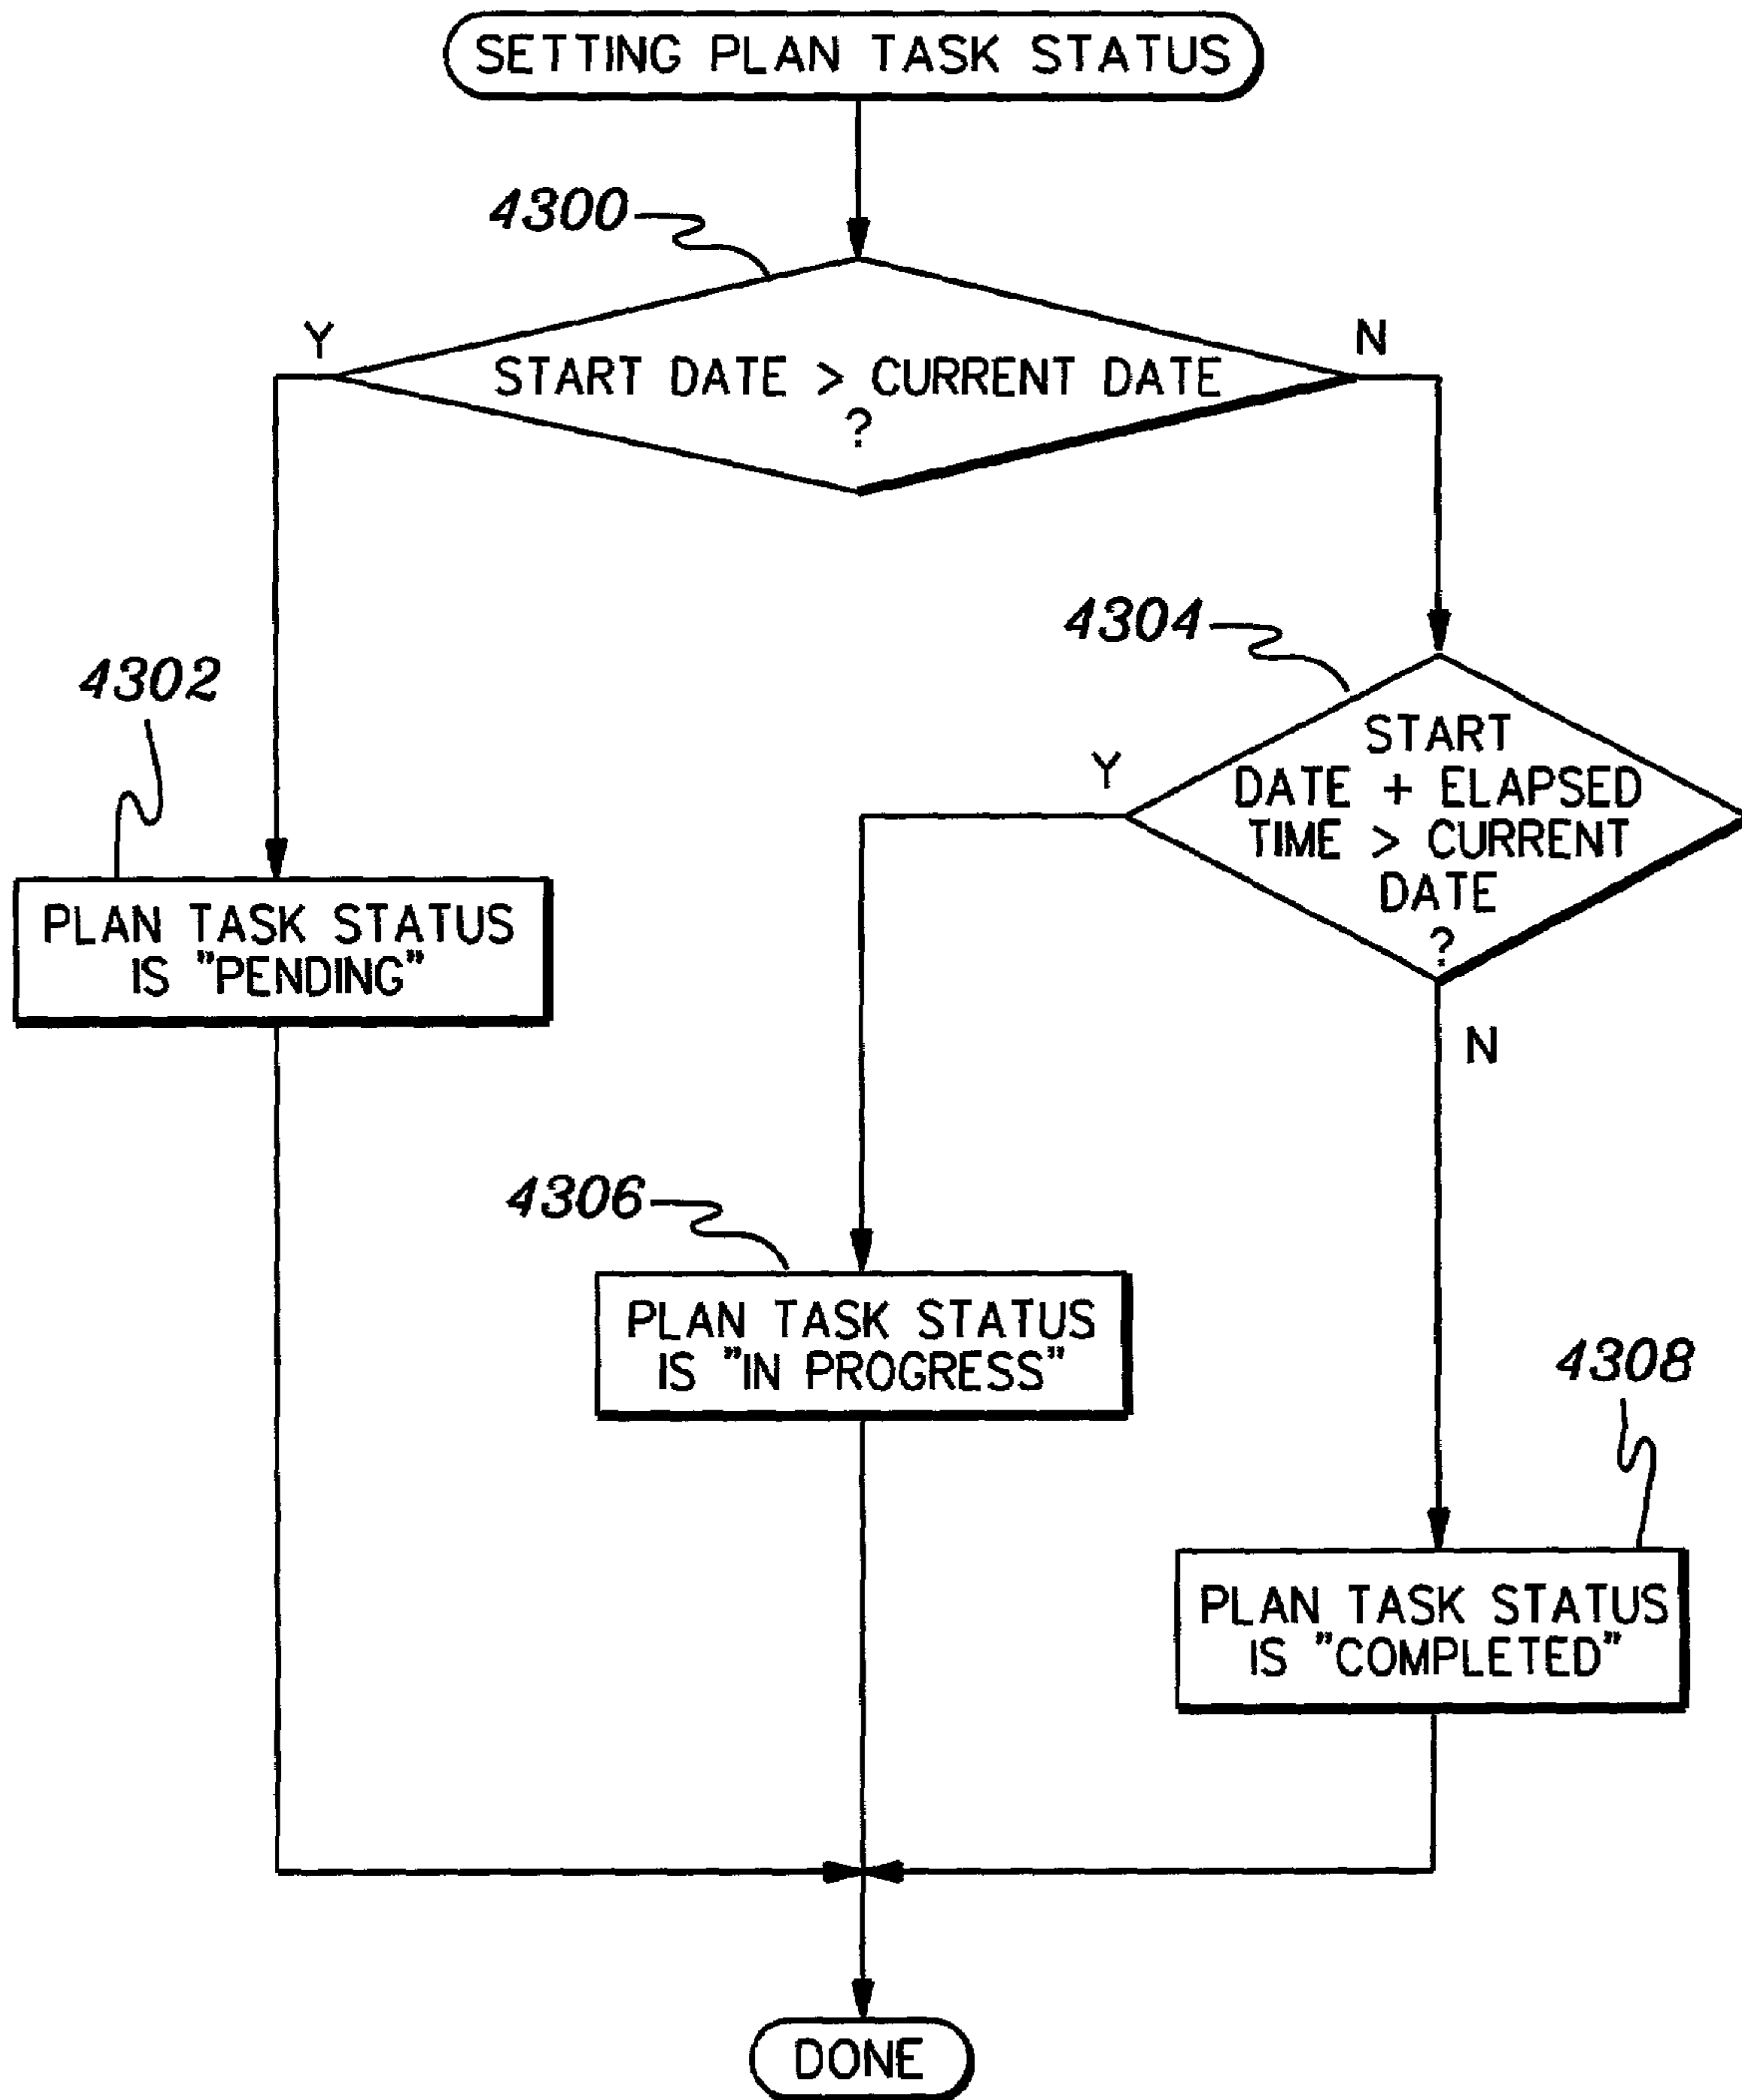 SETTING PLAN TASK STATUS
4300
Y
N
START DATE > CURRENT DATE
?
4304
4302
START
DATE + ELAPSED
TIME > CURRENT
DATE
?
Y
N
PLAN TASK STATUS
IS "PENDING"
4306
PLAN TASK STATUS
IS "IN PROGRESS"
4308
PLAN TASK STATUS
IS "COMPLETED"
DONE